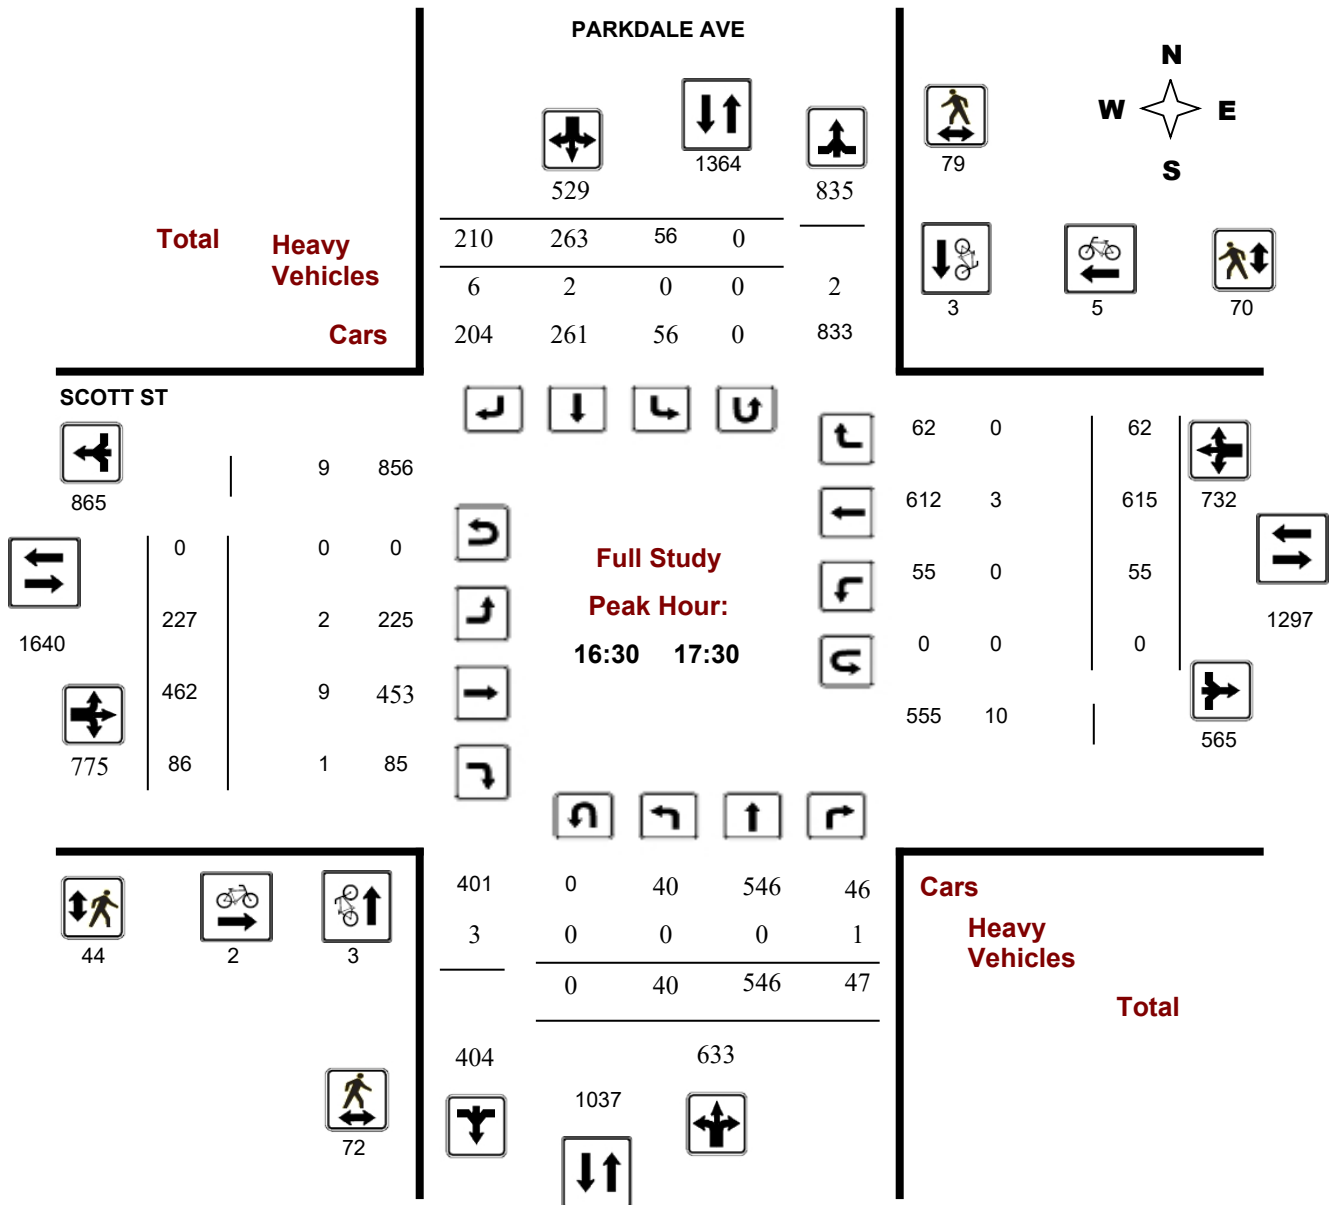 PARKDALE AVE
N
W E
S
529 1364 835 79
Total Heavy
Vehicles
Cars
210 263 56 0
6 2 0 0 2
204 261 56 0 833
3 5 70
SCOTT ST
865
9 856
0 0 0
1640
227 2 225
462 9 453
775
86 1 85
Full Study
Peak Hour:
16:30 17:30
62 0 62
612 3 615
732
55 0 55
1297
0 0 0
555 10
565
44 2 3
401 0 40 546 46
3 0 0 0 1
0 40 546 47
404 633
1037
72
Cars
Heavy
Vehicles
Total